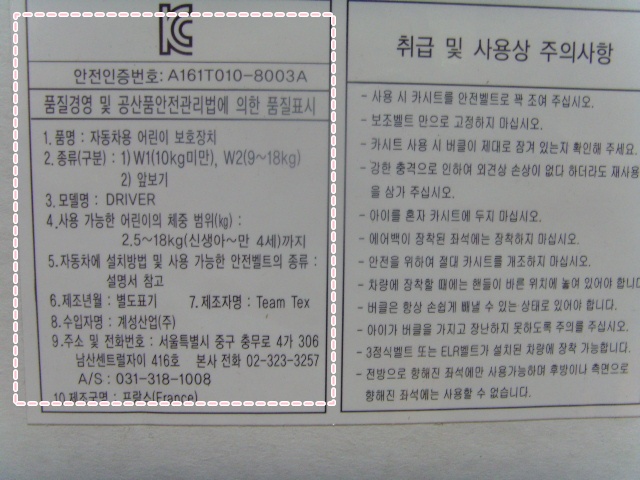 KC
안전인증번호: A161T010-8003A
품질경영 및 공산품안전관리법에 의한 품질표시
1. 품명 : 자동차용 어린이 보호장치
2. 종류(구분) : 1) W1(10kg미만), W2(9~18kg)
2) 앞보기
3. 모델명 : DRIVER
4. 사용 가능한 어린이의 체중 범위(kg) :
2.5~18kg(신생아~만 4세)까지
5. 자동차에 설치방법 및 사용 가능한 안전벨트의 종류 :
설명서 참고
6. 제조년월 : 별도표기 7. 제조자명 : Team Tex
8. 수입자명 : 계성산업(주)
9. 주소 및 전화번호 : 서울특별시 중구 충무로 4가 306
남산센트럴자이 416호 본사 전화 02-323-3257
A/S : 031-318-1008
10. 제조국명 : 프랑스(France)
취급 및 사용상 주의사항
- 사용 시 카시트를 안전벨트로 꽉 조여 주십시오.
- 보조벨트 만으로 고정하지 마십시오.
- 카시트 사용 시 버클이 제대로 잠겨 있는지 확인해 주세요.
- 강한 충격으로 인하여 외견상 손상이 없다 하더라도 재사용
을 삼가 주십시오.
- 아이를 혼자 카시트에 두지 마십시오.
- 에어백이 장착된 좌석에는 장착하지 마십시오.
- 안전을 위하여 절대 카시트를 개조하지 마십시오.
- 차량에 장착할 때에는 핸들이 바른 위치에 놓여 있어야 합니다.
- 버클은 항상 손쉽게 빼낼 수 있는 상태로 있어야 합니다.
- 아이가 버클을 가지고 장난하지 못하도록 주의를 주십시오.
- 3점식벨트 또는 ELR벨트가 설치된 차량에 장착 가능합니다.
- 전방으로 향해진 좌석에만 사용가능하며 후방이나 측면으로
향해진 좌석에는 사용할 수 없습니다.